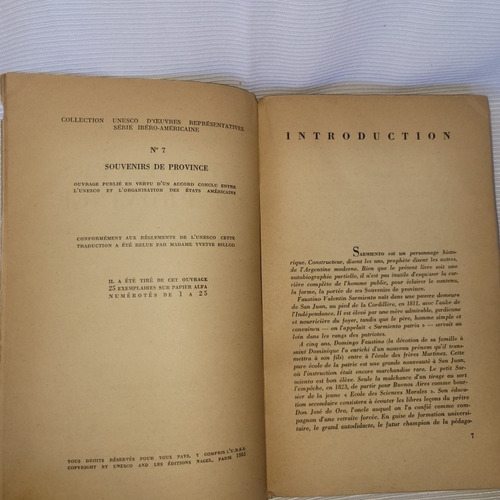 COLLECTION UNESCO D'ŒUVRES REPRÉSENTATIVES
SÉRIE IBÉRO-AMÉRICAINE
N° 7
SOUVENIRS DE PROVINCE
OUVRAGE PUBLIÉ EN VERTU D'UN ACCORD CONCLU ENTRE
L'UNESCO ET L'ORGANISATION DES ÉTATS AMÉRICAINS
CONFORMÉMENT AUX RÈGLEMENTS DE L'UNESCO CETTE
TRADUCTION A ÉTÉ RELUE PAR MADAME YVETTE BILLOD
IL A ÉTÉ TIRÉ DE CET OUVRAGE
25 EXEMPLAIRES SUR PAPIER ALFA
NUMÉROTÉS DE 1 A 25
TOUS DROITS RÉSERVÉS POUR TOUS PAYS, Y COMPRIS L'U.R.S.S.
COPYRIGHT BY UNESCO AND LES ÉDITIONS NAGEL, PARIS
INTRODUCTION
SARMIENTO est un personnage histo-
rique. Constructeur, disent les uns, prophète disent les autres,
de l'Argentine moderne. Bien que le présent livre soit une
autobiographie partielle, il n'est pas inutile d'esquisser la car-
rière complète de l'homme public, pour éclairer le contenu,
la forme, la portée de ses Souvenirs de province.
Faustino Valentin Sarmiento naît dans une pauvre demeure
de San Juan, au pied de la Cordillère, en 1811, avec l'aube de
l'Indépendance. Il est élevé par une mère admirable, gardienne
et nourricière du foyer, tandis que le père, homme simple et
convaincu — on l'appelait « Sarmiento patrie » — servait au
loin dans les rangs des patriotes.
A cinq ans, Domingo Faustino (la dévotion de sa famille à
saint Dominique l'a enrichi d'un nouveau prénom qu'il trans-
mettra à son fils) entre à l'école des frères Martinez. Cette
pure école de la patrie est une grande nouveauté à San Juan,
où l'instruction était encore marchandise rare. Le petit Sar-
miento est bon élève. Seule la malchance d'un tirage au sort
l'empêche, en 1823, de partir pour Buenos Aires comme bour-
sier de la jeune « Ecole des Sciences Morales ». Son éduca-
tion secondaire consistera à écouter les libres leçons du prêtre
Don José de Oro, l'oncle auquel on l'a confié comme com-
pagnon d'une retraite forcée. En guise de formation universi-
taire, le grand autodidacte, le futur champion de la pédago-
7